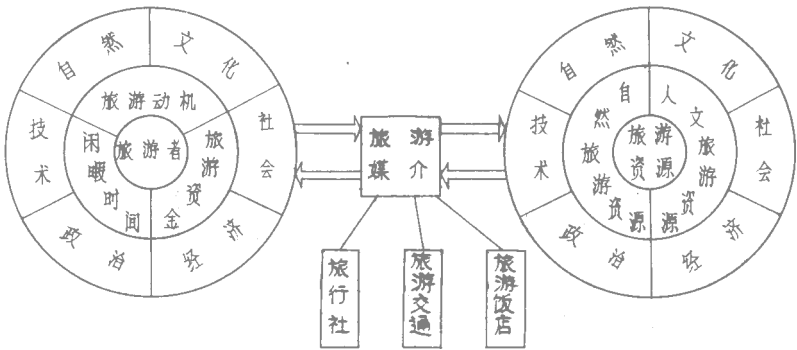 自然
文化
社会
经济
政治
技术
旅游动机
旅游资金
闲暇时间
旅游者
旅游
媒介
旅行社
旅游交通
旅游饭店
自然
文化
社会
经济
政治
技术
自然旅游资源
人文旅游资源
旅游
资源